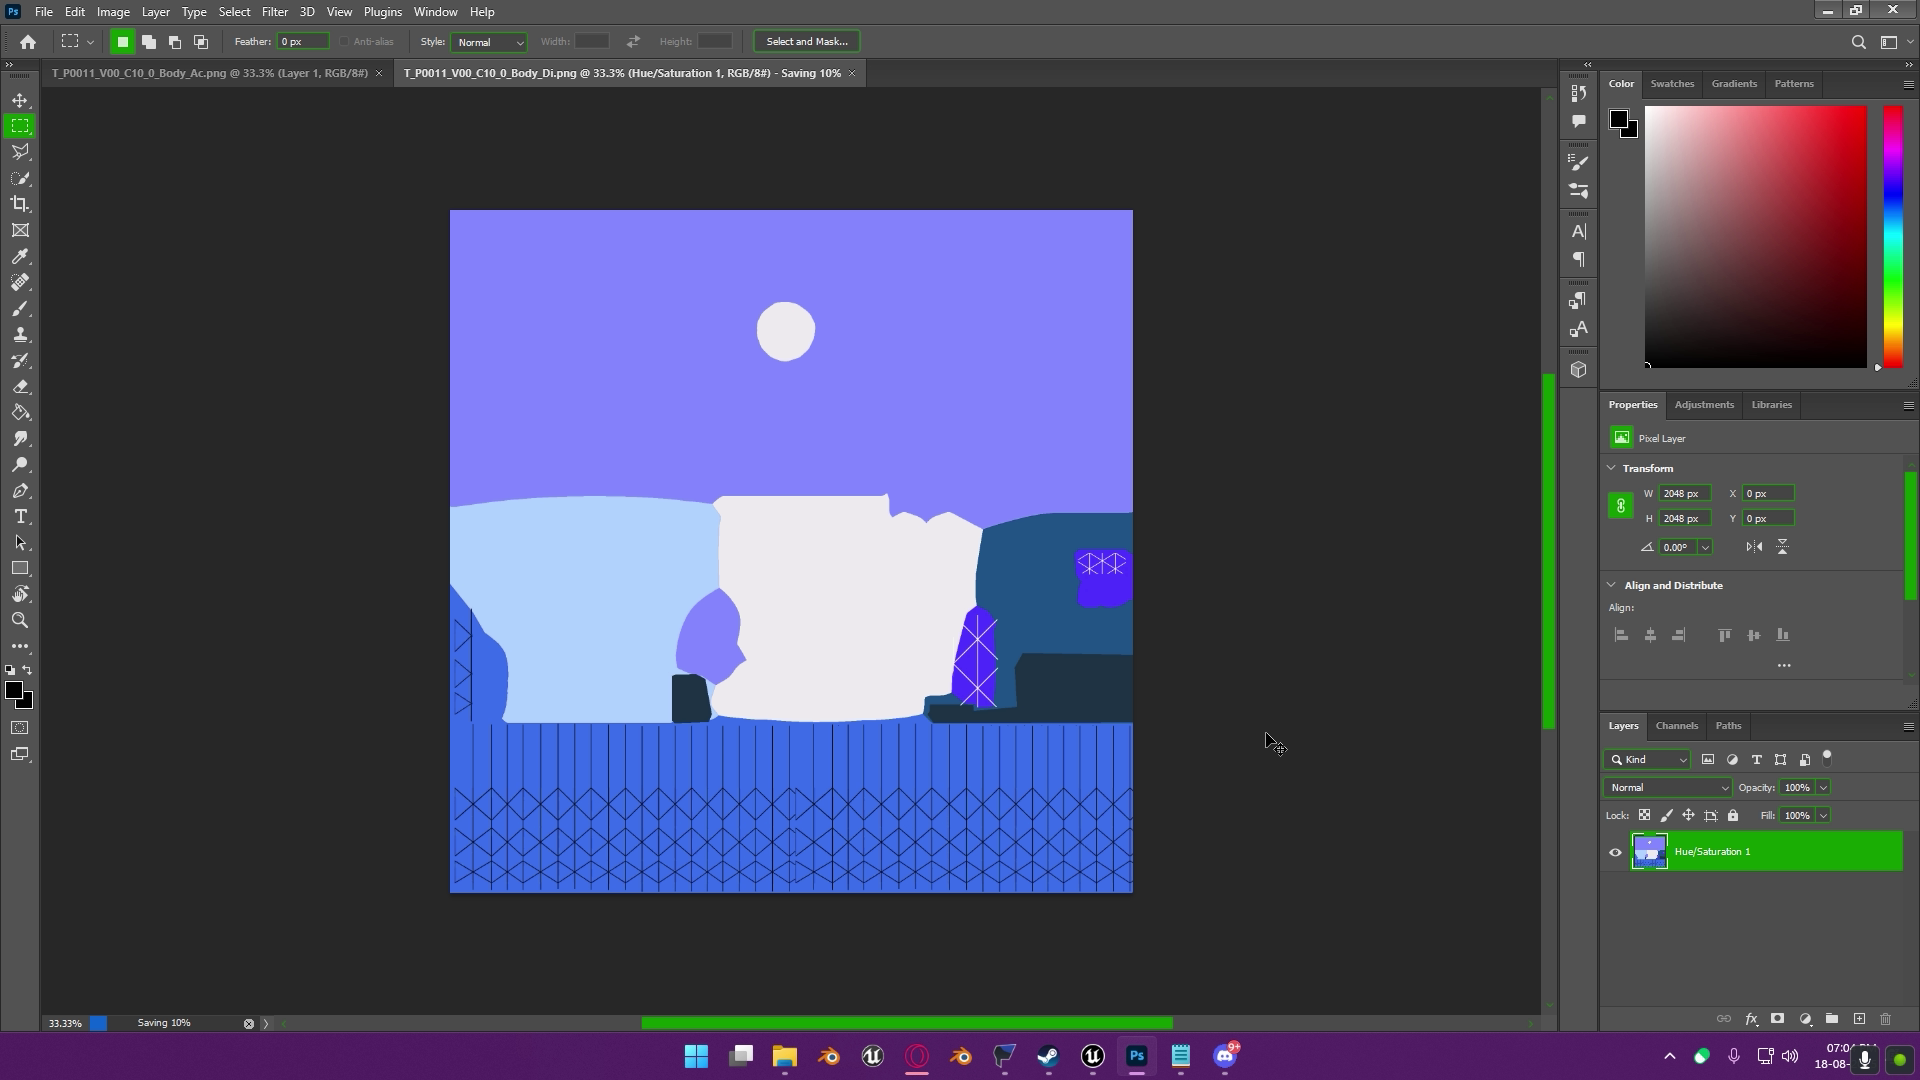 Ps File Edit Image Layer Type Select Filter 3D View Plugins Window Help
Feather: 0 px Anti-alias Style: Normal Width: Height: Select and Mask...
T_P0011_V00_C10_0_Body_Ac.png @ 33.3% (Layer 1, RGB/8#) ×
T_P0011_V00_C10_0_Body_Di.png @ 33.3% (Hue/Saturation 1, RGB/8#) - Saving 10% ×
Color Swatches Gradients Patterns
Properties Adjustments Libraries
Pixel Layer
Transform
W 2048 px X 0 px
H 2048 px Y 0 px
0.00°
Align and Distribute
Align:
Layers Channels Paths
Kind
Normal Opacity: 100%
Lock: Fill: 100%
Hue/Saturation 1
33.33% Saving 10%
Ps
9+
07:04
18-08-